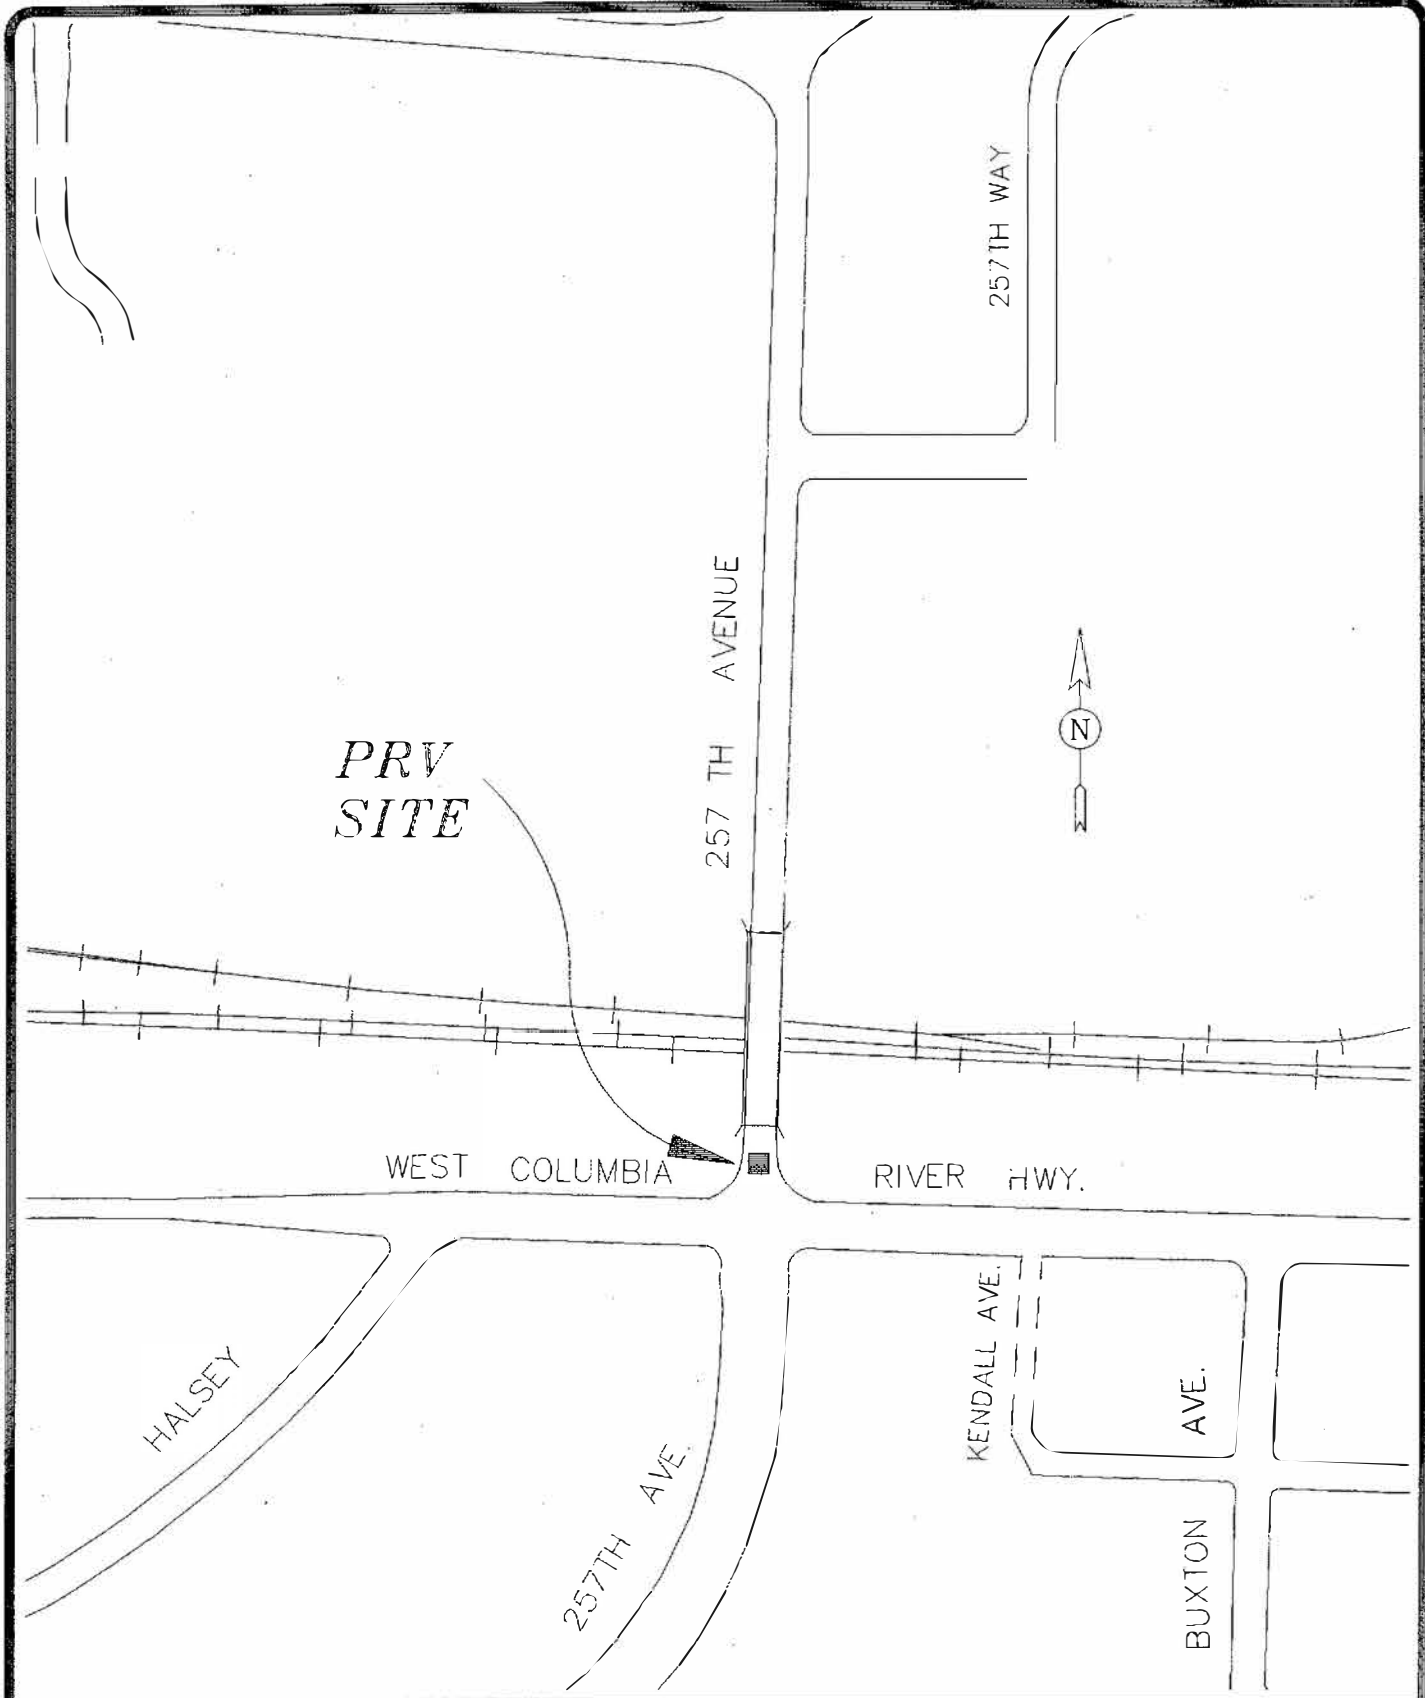 257TH WAY
257 TH AVENUE
N
PRV
SITE
WEST COLUMBIA RIVER HWY.
HALSEY
257TH AVE.
KENDALL AVE.
BUXTON AVE.